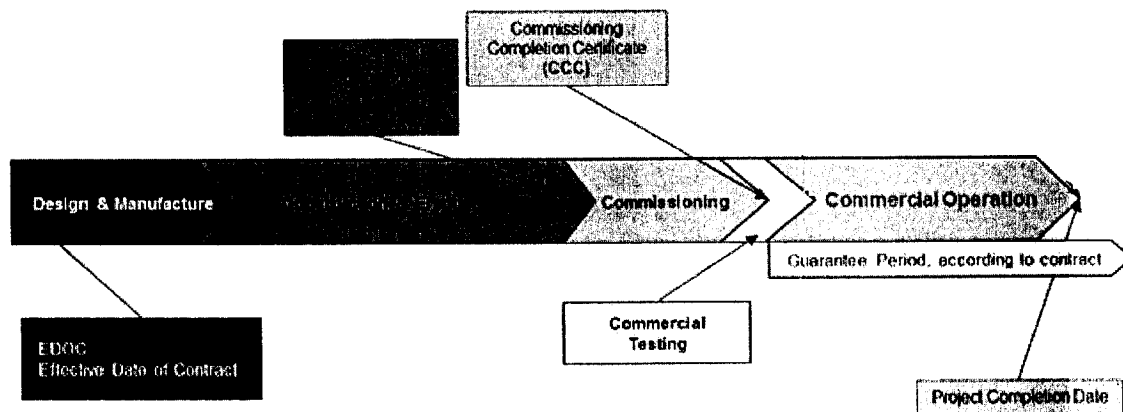 Commissioning
Completion Certificate
(CCC)
Design & Manufacture
Commissioning
Commercial Operation
Guarantee Period, according to contract
Commercial
Testing
EDOC
Effective Date of Contract
Project Completion Date